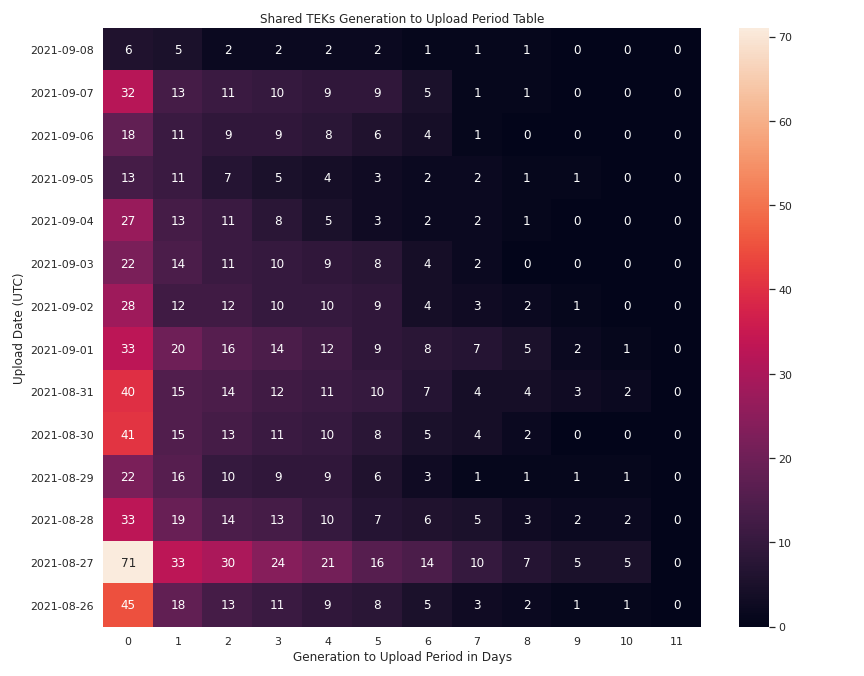 Shared TEKs Generation to Upload Period Table
Upload Date (UTC)
2021-09-08 6 5 2 2 2 2 1 1 1 0 0 0
2021-09-07 32 13 11 10 9 9 5 1 1 0 0 0
2021-09-06 18 11 9 9 8 6 4 1 0 0 0 0
2021-09-05 13 11 7 5 4 3 2 2 1 1 0 0
2021-09-04 27 13 11 8 5 3 2 2 1 0 0 0
2021-09-03 22 14 11 10 9 8 4 2 0 0 0 0
2021-09-02 28 12 12 10 10 9 4 3 2 1 0 0
2021-09-01 33 20 16 14 12 9 8 7 5 2 1 0
2021-08-31 40 15 14 12 11 10 7 4 4 3 2 0
2021-08-30 41 15 13 11 10 8 5 4 2 0 0 0
2021-08-29 22 16 10 9 9 6 3 1 1 1 1 0
2021-08-28 33 19 14 13 10 7 6 5 3 2 2 0
2021-08-27 71 33 30 24 21 16 14 10 7 5 5 0
2021-08-26 45 18 13 11 9 8 5 3 2 1 1 0
0 1 2 3 4 5 6 7 8 9 10 11
Generation to Upload Period in Days
70
60
50
40
30
20
10
0